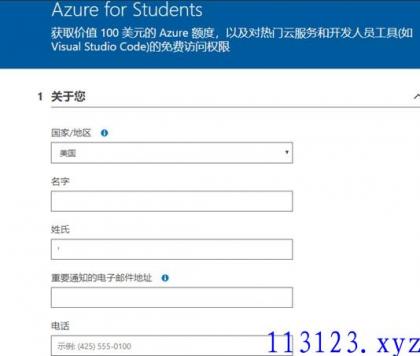 Azure for Students
获取价值 100 美元的 Azure 额度，以及对热门云服务和开发人员工具(如
Visual Studio Code)的免费访问权限
1 关于您
国家/地区
美国
名字
姓氏
重要通知的电子邮件地址
电话
示例: (425) 555-0100
113123.xyz